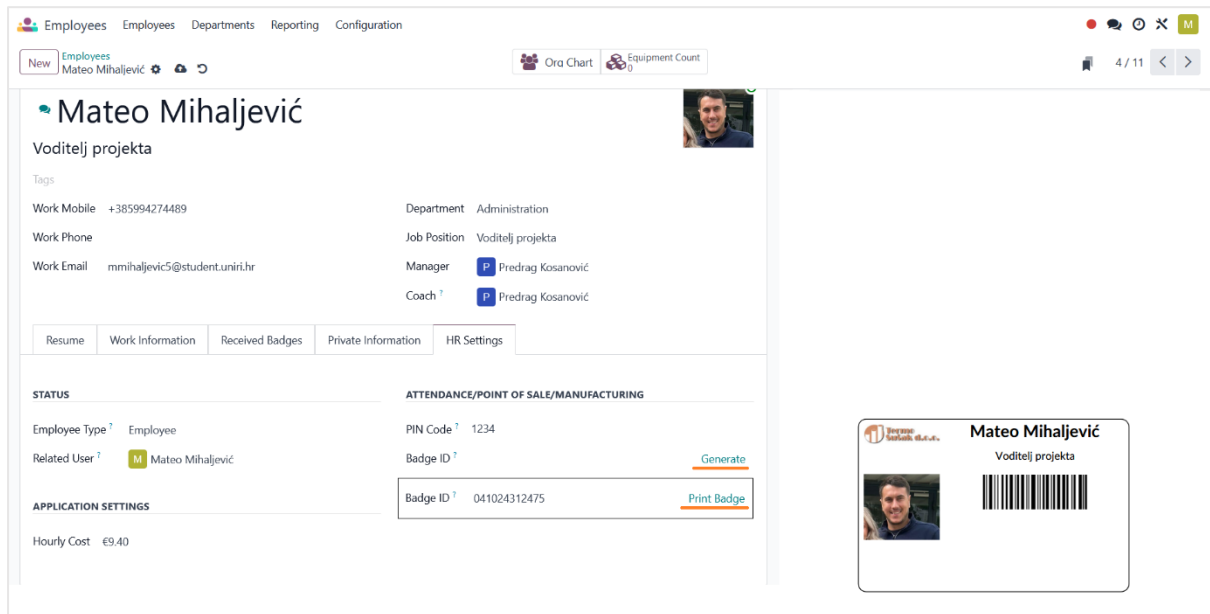 Employees Employees Departments Reporting Configuration M
New Employees Org Chart Equipment Count 0 4 / 11
Mateo Mihaljević
Mateo Mihaljević
Voditelj projekta
Tags
Work Mobile +385994274489 Department Administration
Work Phone Job Position Voditelj projekta
Work Email mmihaljevic5@student.uniri.hr Manager P Predrag Kosanović
Coach ? P Predrag Kosanović
Resume Work Information Received Badges Private Information HR Settings
STATUS ATTENDANCE/POINT OF SALE/MANUFACTURING
Employee Type ? Employee PIN Code ? 1234
Related User ? M Mateo Mihaljević Badge ID ? Generate
Badge ID ? 041024312475 Print Badge
APPLICATION SETTINGS
Hourly Cost €9.40
Termo
Sušak d.o.o.
Mateo Mihaljević
Voditelj projekta